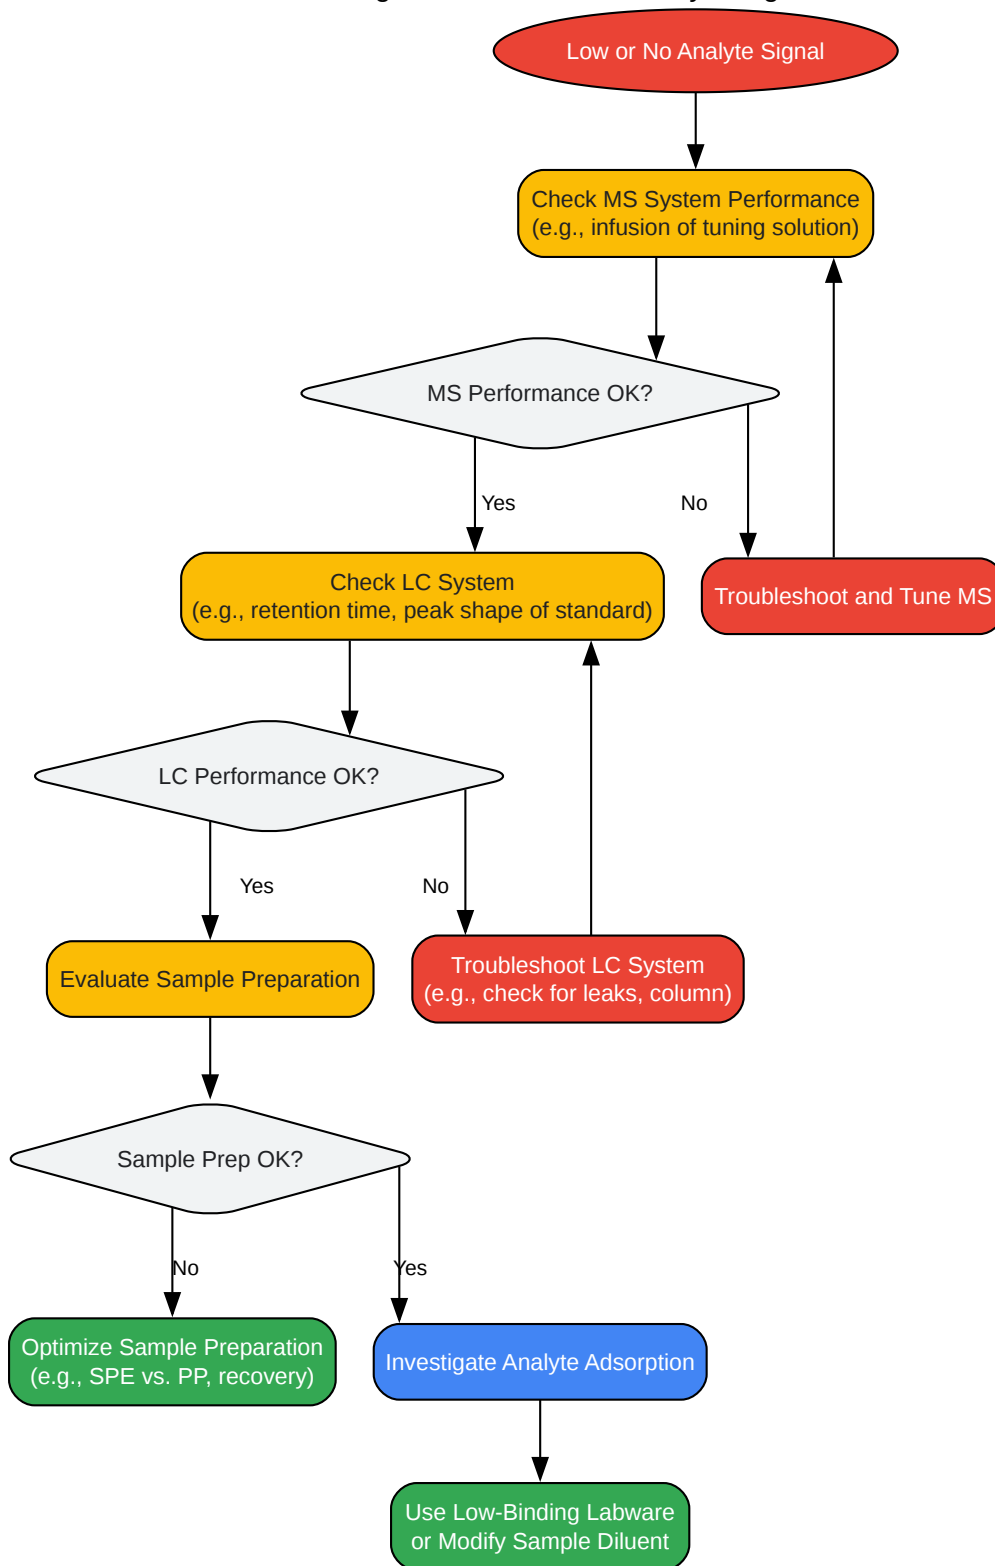 Low or No Analyte Signal
Check MS System Performance
(e.g., infusion of tuning solution)
MS Performance OK?
Yes
No
Check LC System
(e.g., retention time, peak shape of standard)
Troubleshoot and Tune MS
LC Performance OK?
Yes
No
Evaluate Sample Preparation
Troubleshoot LC System
(e.g., check for leaks, column)
Sample Prep OK?
No
Yes
Optimize Sample Preparation
(e.g., SPE vs. PP, recovery)
Investigate Analyte Adsorption
Use Low-Binding Labware
or Modify Sample Diluent